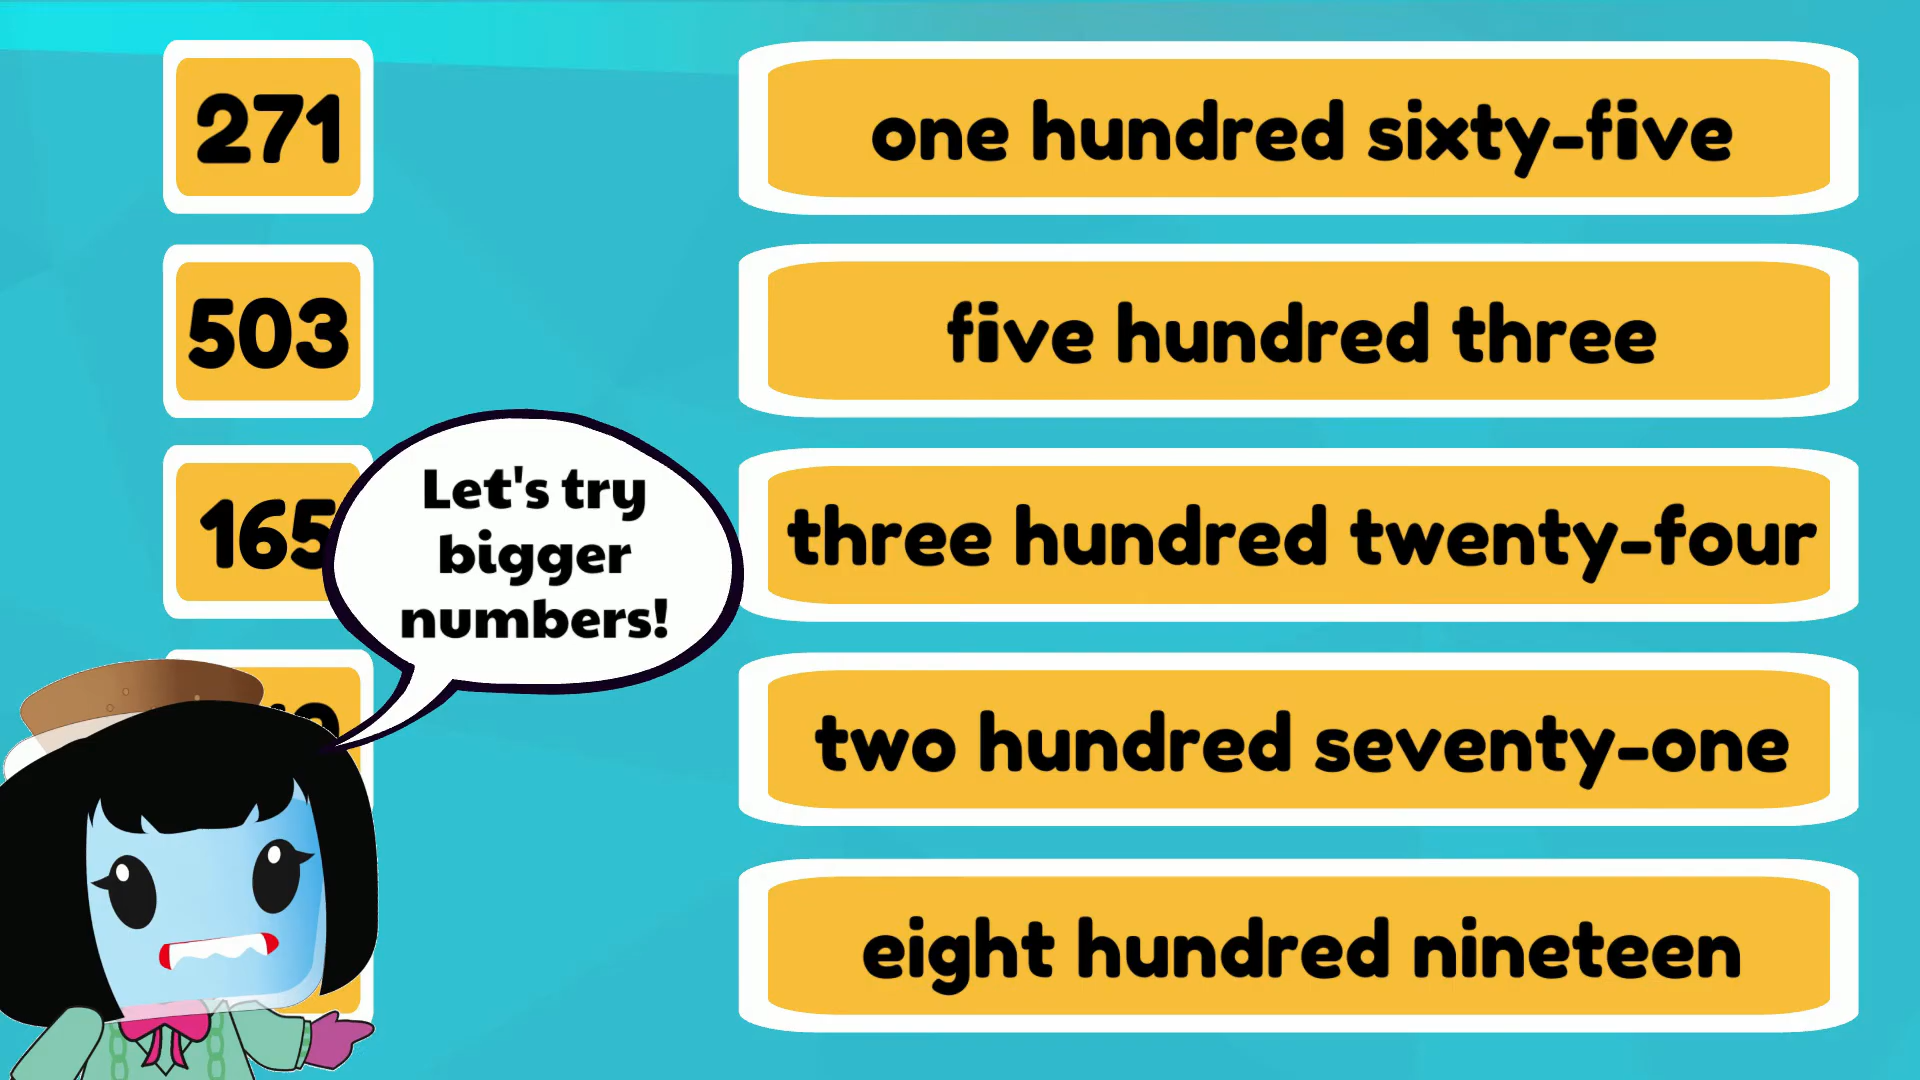 271
one hundred sixty-five
503
five hundred three
165
three hundred twenty-four
Let's try
bigger
numbers!
two hundred seventy-one
eight hundred nineteen